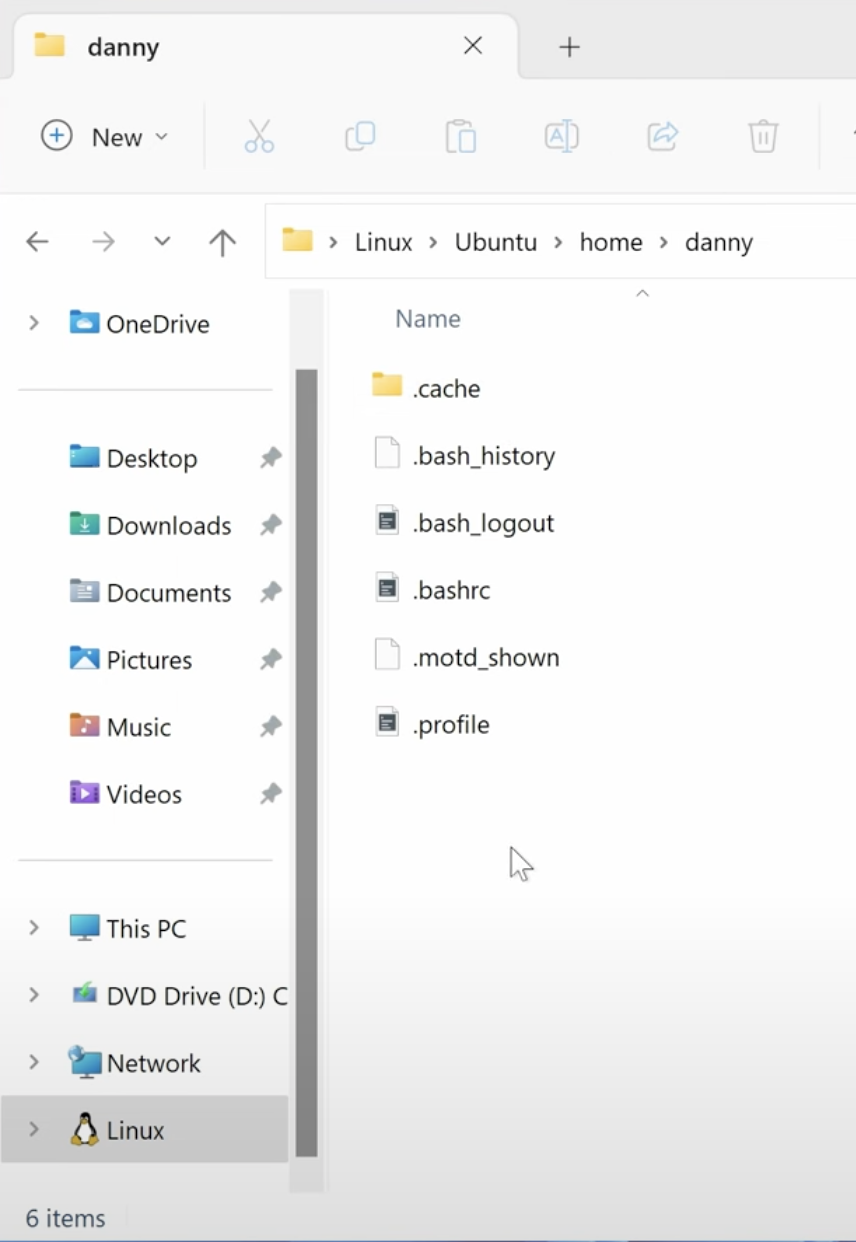 danny
New
Linux > Ubuntu > home > danny
OneDrive
Desktop
Downloads
Documents
Pictures
Music
Videos
This PC
DVD Drive (D:) C
Network
Linux
Name
.cache
.bash_history
.bash_logout
.bashrc
.motd_shown
.profile
6 items